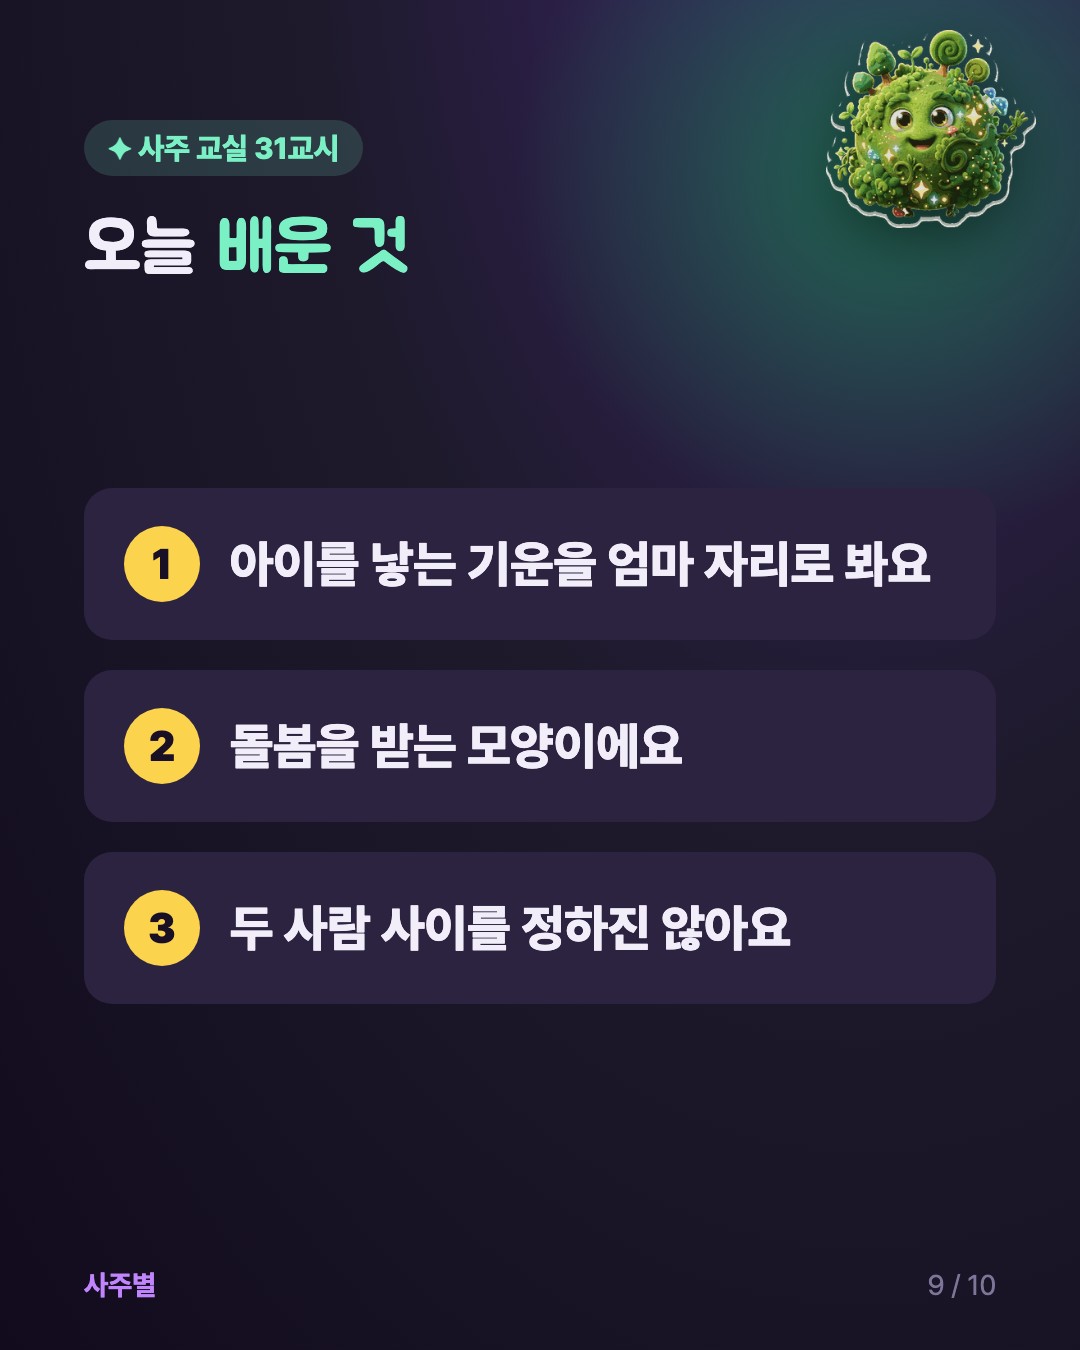 ✦ 사주 교실 31교시
오늘 배운 것
1 아이를 낳는 기운을 엄마 자리로 봐요
2 돌봄을 받는 모양이에요
3 두 사람 사이를 정하진 않아요
사주별
9 / 10